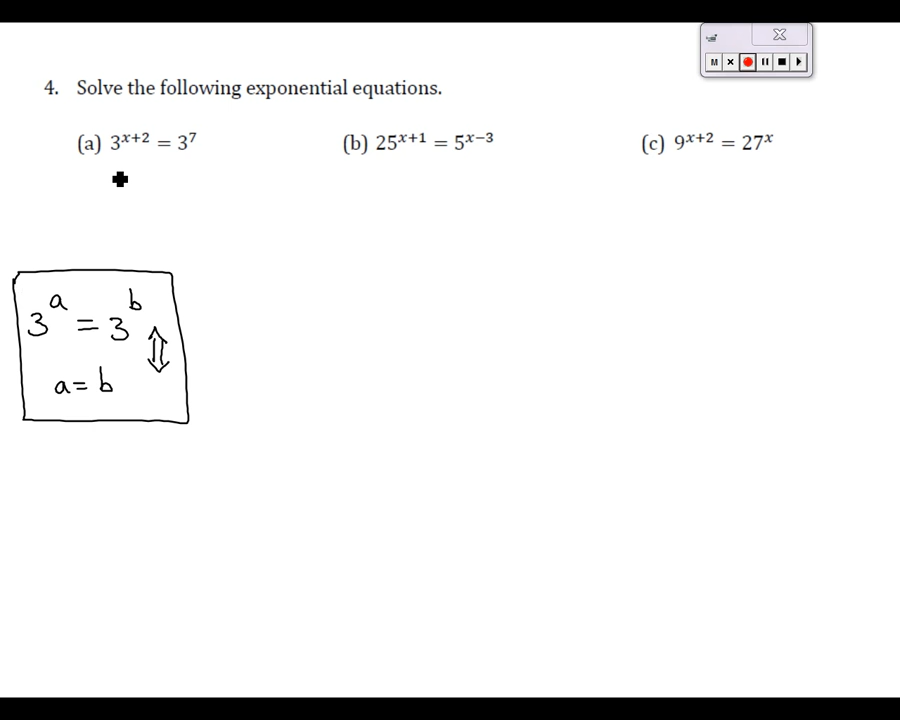 4. Solve the following exponential equations.
(a) 3^{x+2} = 3^7 (b) 25^{x+1} = 5^{x−3} (c) 9^{x+2} = 27^x
3^a = 3^b
⇕
a = b